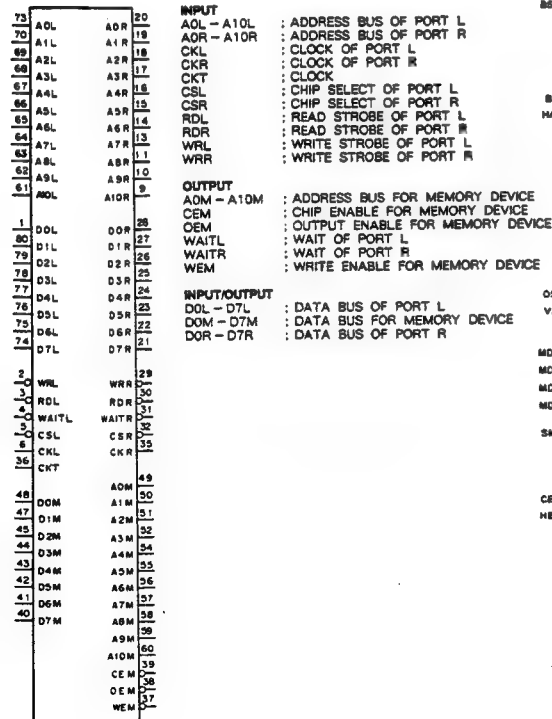 73 A0L A0R 20
70 A1L A1R 19
69 A2L A2R 18
68 A3L A3R 17
67 A4L A4R 16
66 A5L A5R 15
65 A6L A6R 14
64 A7L A7R 13
63 A8L A8R 11
62 A9L A9R 10
61 A10L A10R 9
1 D0L D0R 28
80 D1L D1R 27
79 D2L D2R 26
78 D3L D3R 25
77 D4L D4R 24
76 D5L D5R 23
75 D6L D6R 22
74 D7L D7R 21
2 WRL WRR 29
3 RDL RDR 30
4 WAITL WAITR 31
5 CSL CSR 32
6 CKL CKR 35
36 CKT
A0M 49
48 D0M A1M 50
47 D1M A2M 51
45 D2M A3M 52
44 D3M A4M 54
43 D4M A5M 55
42 D5M A6M 56
41 D6M A7M 57
40 D7M A8M 58
A9M 59
A10M 60
CEM 39
OEM 38
WEM 37
INPUT
A0L – A10L : ADDRESS BUS OF PORT L
A0R – A10R : ADDRESS BUS OF PORT R
CKL : CLOCK OF PORT L
CKR : CLOCK OF PORT R
CKT : CLOCK
CSL : CHIP SELECT OF PORT L
CSR : CHIP SELECT OF PORT R
RDL : READ STROBE OF PORT L
RDR : READ STROBE OF PORT R
WRL : WRITE STROBE OF PORT L
WRR : WRITE STROBE OF PORT R
OUTPUT
A0M – A10M : ADDRESS BUS FOR MEMORY DEVICE
CEM : CHIP ENABLE FOR MEMORY DEVICE
OEM : OUTPUT ENABLE FOR MEMORY DEVICE
WAITL : WAIT OF PORT L
WAITR : WAIT OF PORT R
WEM : WRITE ENABLE FOR MEMORY DEVICE
INPUT/OUTPUT
D0L – D7L : DATA BUS OF PORT L
D0M – D7M : DATA BUS FOR MEMORY DEVICE
D0R – D7R : DATA BUS OF PORT R